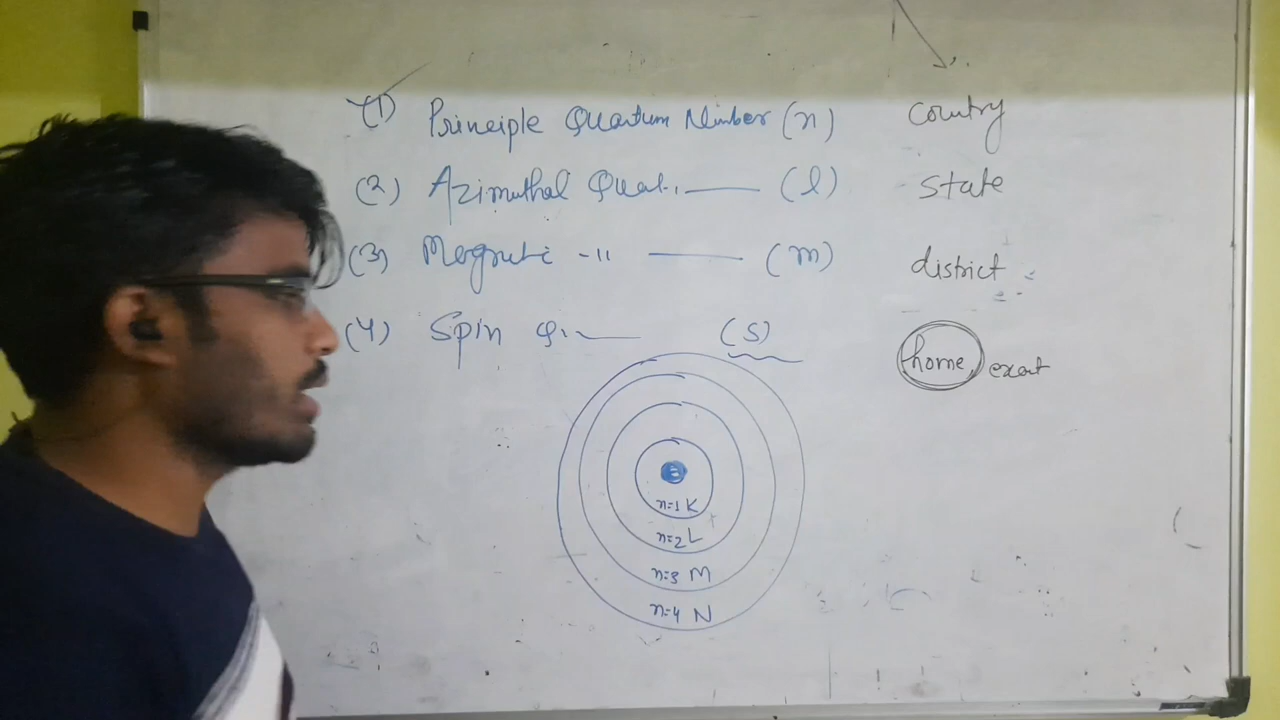 (1) Principle Quantum Number (n) Country
(2) Azimuthal Quat. —— (l) State
(3) Magnetic -11 —— (m) district
(4) Spin Q. —— (S) home, exat
n=1 K
n=2 L
n=3 M
n=4 N